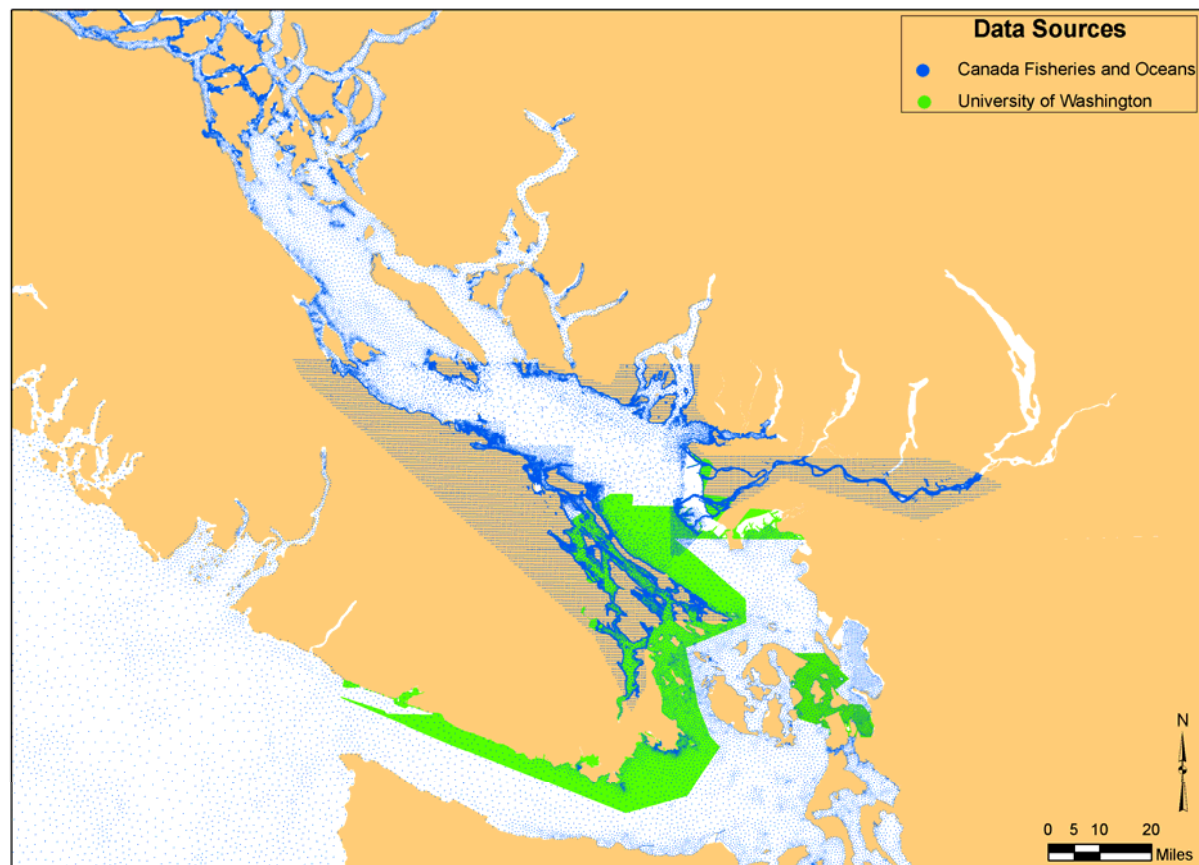 Data Sources
Canada Fisheries and Oceans
University of Washington
N
0 5 10 20
Miles